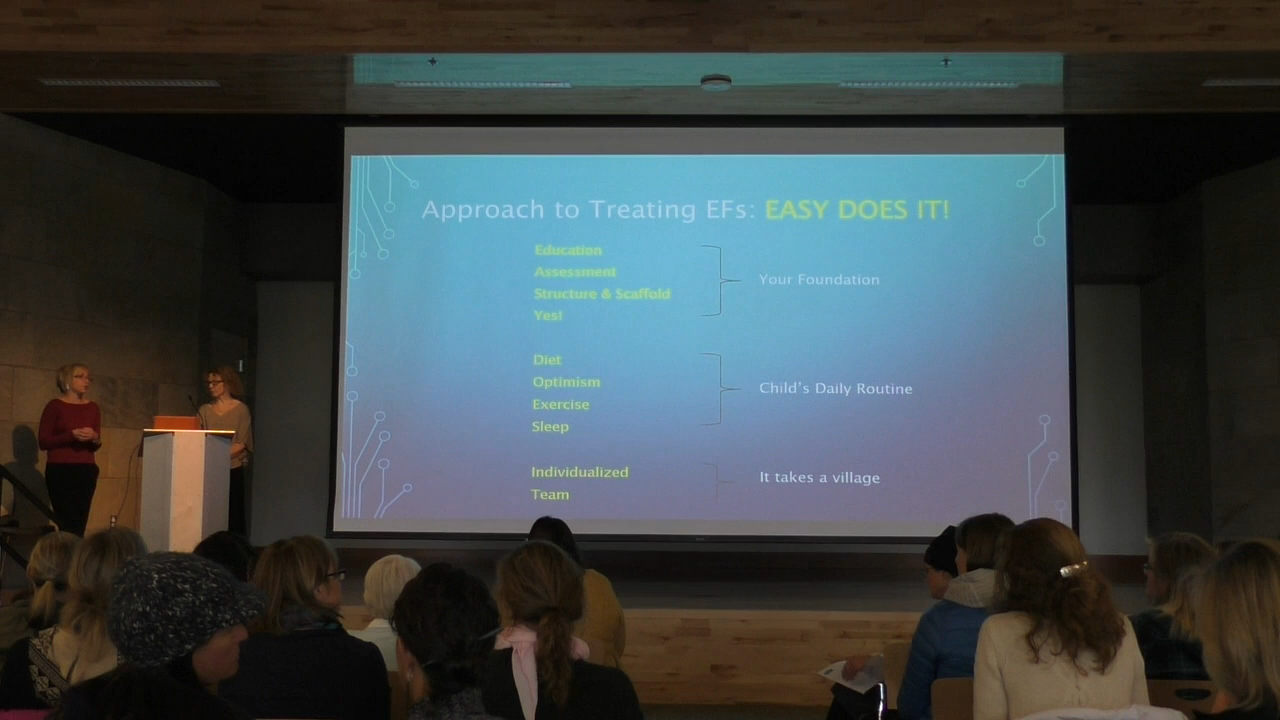 Approach to Treating EFs: EASY DOES IT!
Education
Assessment
Structure & Scaffold
Yes!
Your Foundation
Diet
Optimism
Exercise
Sleep
Child's Daily Routine
Individualized
Team
It takes a village